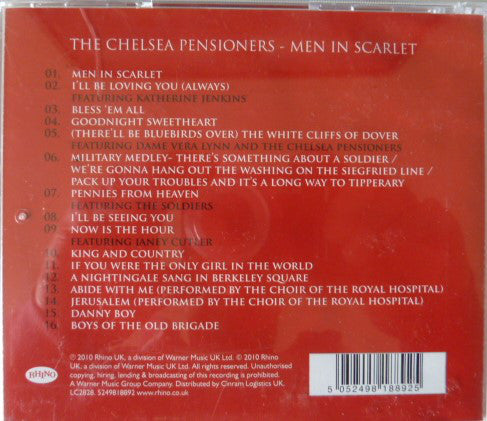 THE CHELSEA PENSIONERS - MEN IN SCARLET
01. MEN IN SCARLET
02. I'LL BE LOVING YOU (ALWAYS)
FEATURING KATHERINE JENKINS
03. BLESS 'EM ALL
04. GOODNIGHT SWEETHEART
05. (THERE'LL BE BLUEBIRDS OVER) THE WHITE CLIFFS OF DOVER
FEATURING DAME VERA LYNN AND THE CHELSEA PENSIONERS
06. MILITARY MEDLEY- THERE'S SOMETHING ABOUT A SOLDIER /
WE'RE GONNA HANG OUT THE WASHING ON THE SIEGFRIED LINE /
PACK UP YOUR TROUBLES AND IT'S A LONG WAY TO TIPPERARY
07. PENNIES FROM HEAVEN
FEATURING THE SOLDIERS
08. I'LL BE SEEING YOU
09. NOW IS THE HOUR
FEATURING JANEY CUTLER
10. KING AND COUNTRY
11. IF YOU WERE THE ONLY GIRL IN THE WORLD
12. A NIGHTINGALE SANG IN BERKELEY SQUARE
13. ABIDE WITH ME (PERFORMED BY THE CHOIR OF THE ROYAL HOSPITAL)
14. JERUSALEM (PERFORMED BY THE CHOIR OF THE ROYAL HOSPITAL)
15. DANNY BOY
16. BOYS OF THE OLD BRIGADE
RHINO
℗ 2010 Rhino UK, a division of Warner Music UK Ltd. © 2010 Rhino
UK, a division of Warner Music UK Ltd. All rights reserved. Unauthorised
copying, hiring, lending & broadcasting of this recording is prohibited.
A Warner Music Group Company. Distributed by Cinram Logistics UK.
LC2828. 5249818892 www.rhino.co.uk
5 052498 188925